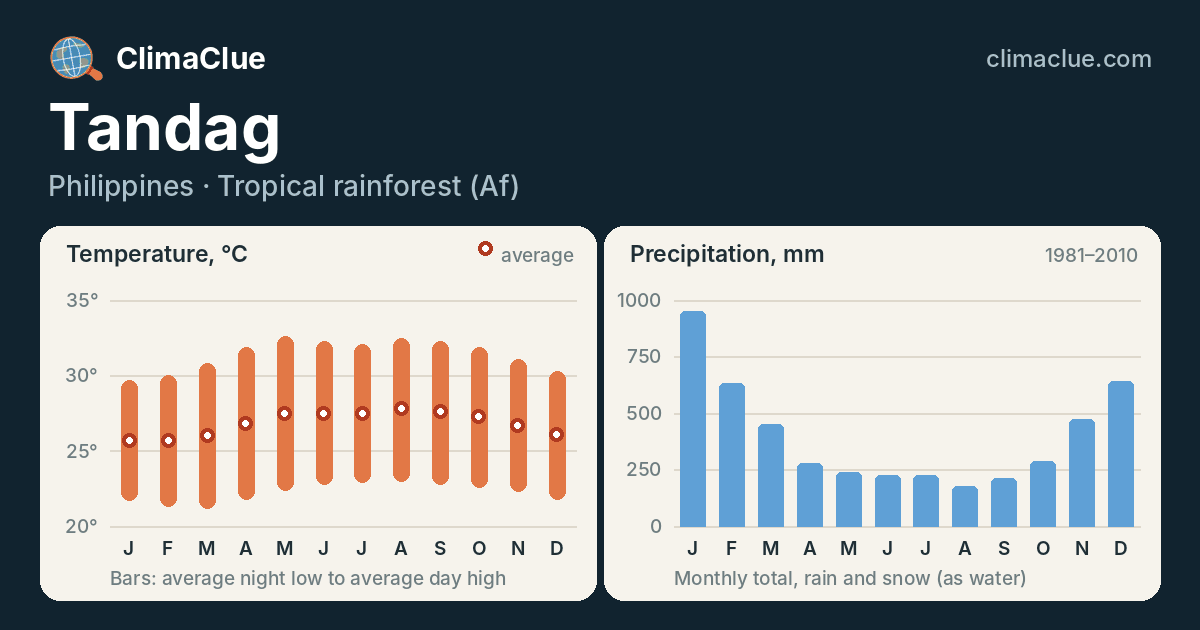 ClimaClue
climaclue.com
Tandag
Philippines · Tropical rainforest (Af)
Temperature, °C
average
35°
30°
25°
20°
J F M A M J J A S O N D
Bars: average night low to average day high
Precipitation, mm
1981–2010
1000
750
500
250
0
J F M A M J J A S O N D
Monthly total, rain and snow (as water)